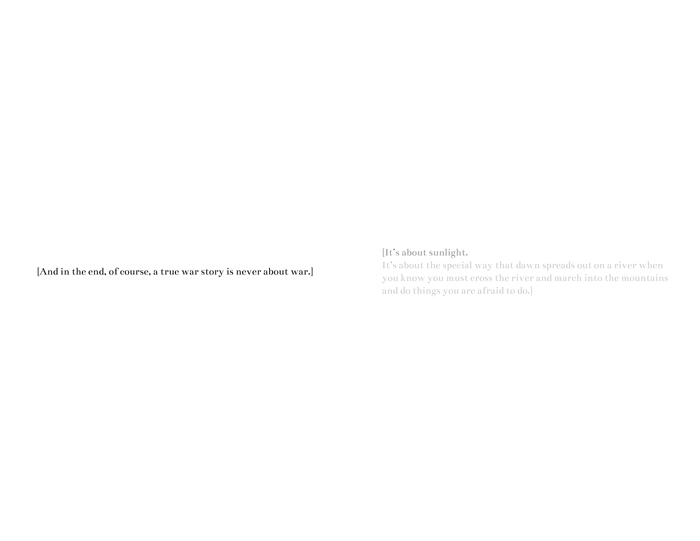 [And in the end, of course, a true war story is never about war.]
[It's about sunlight.
It's about the special way that dawn spreads out on a river when
you know you must cross the river and march into the mountains
and do things you are afraid to do.]